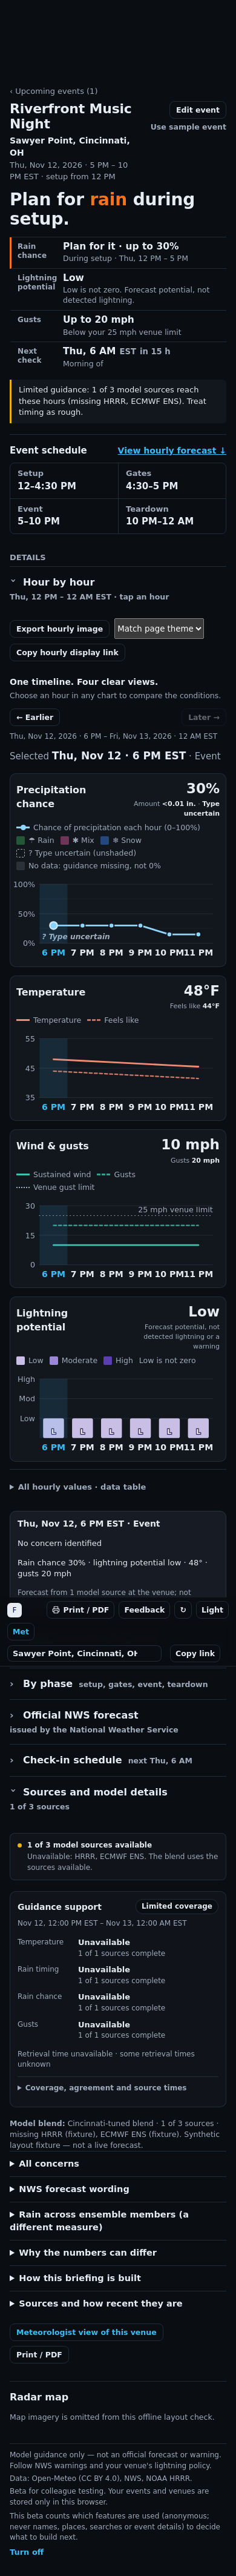 ‹ Upcoming events (1)
Riverfront Music
Night
Edit event
Use sample event
Sawyer Point, Cincinnati,
OH
Thu, Nov 12, 2026 · 5 PM – 10
PM EST · setup from 12 PM
Plan for rain during
setup.
Rain
chance
Plan for it · up to 30%
During setup · Thu, 12 PM – 5 PM
Lightning
potential
Low
Low is not zero. Forecast potential, not
detected lightning.
Gusts
Up to 20 mph
Below your 25 mph venue limit
Next
check
Thu, 6 AM EST in 15 h
Morning of
Limited guidance: 1 of 3 model sources reach
these hours (missing HRRR, ECMWF ENS). Treat
timing as rough.
Event schedule
View hourly forecast ↓
Setup
12–4:30 PM
Gates
4:30–5 PM
Event
5–10 PM
Teardown
10 PM–12 AM
DETAILS
Hour by hour
Thu, 12 PM – 12 AM EST · tap an hour
Export hourly image
Match page theme
Copy hourly display link
One timeline. Four clear views.
Choose an hour in any chart to compare the conditions.
← Earlier
Later →
Thu, Nov 12, 2026 · 6 PM – Fri, Nov 13, 2026 · 12 AM EST
Selected Thu, Nov 12 · 6 PM EST · Event
Precipitation
chance
30%
Amount <0.01 in. · Type
uncertain
Chance of precipitation each hour (0–100%)
☂ Rain ✱ Mix ❄ Snow
? Type uncertain (unshaded)
No data: guidance missing, not 0%
100%
50%
0%
? Type uncertain
6 PM 7 PM 8 PM 9 PM 10 PM 11 PM
Temperature
48°F
Feels like 44°F
Temperature Feels like
55
45
35
6 PM 7 PM 8 PM 9 PM 10 PM 11 PM
Wind & gusts
10 mph
Gusts 20 mph
Sustained wind Gusts
Venue gust limit
30
25 mph venue limit
15
0
6 PM 7 PM 8 PM 9 PM 10 PM 11 PM
Lightning
potential
Low
Forecast potential, not
detected lightning or a
warning
Low Moderate High Low is not zero
High
Mod
Low
L L L L L L
6 PM 7 PM 8 PM 9 PM 10 PM 11 PM
All hourly values · data table
Thu, Nov 12, 6 PM EST · Event
No concern identified
Rain chance 30% · lightning potential low · 48° ·
gusts 20 mph
Forecast from 1 model source at the venue; not
F
Print / PDF
Feedback
↻
Light
Met
Sawyer Point, Cincinnati, OH
Copy link
By phase setup, gates, event, teardown
Official NWS forecast
issued by the National Weather Service
Check-in schedule next Thu, 6 AM
Sources and model details
1 of 3 sources
1 of 3 model sources available
Unavailable: HRRR, ECMWF ENS. The blend uses the
sources available.
Guidance support
Limited coverage
Nov 12, 12:00 PM EST – Nov 13, 12:00 AM EST
Temperature
Unavailable
1 of 1 sources complete
Rain timing
Unavailable
1 of 1 sources complete
Rain chance
Unavailable
1 of 1 sources complete
Gusts
Unavailable
1 of 1 sources complete
Retrieval time unavailable · some retrieval times
unknown
Coverage, agreement and source times
Model blend: Cincinnati-tuned blend · 1 of 3 sources ·
missing HRRR (fixture), ECMWF ENS (fixture). Synthetic
layout fixture — not a live forecast.
All concerns
NWS forecast wording
Rain across ensemble members (a
different measure)
Why the numbers can differ
How this briefing is built
Sources and how recent they are
Meteorologist view of this venue
Print / PDF
Radar map
Map imagery is omitted from this offline layout check.
Model guidance only — not an official forecast or warning.
Follow NWS warnings and your venue's lightning policy.
Data: Open-Meteo (CC BY 4.0), NWS, NOAA HRRR.
Beta for colleague testing. Your events and venues are
stored only in this browser.
This beta counts which features are used (anonymous;
never names, places, searches or event details) to decide
what to build next.
Turn off